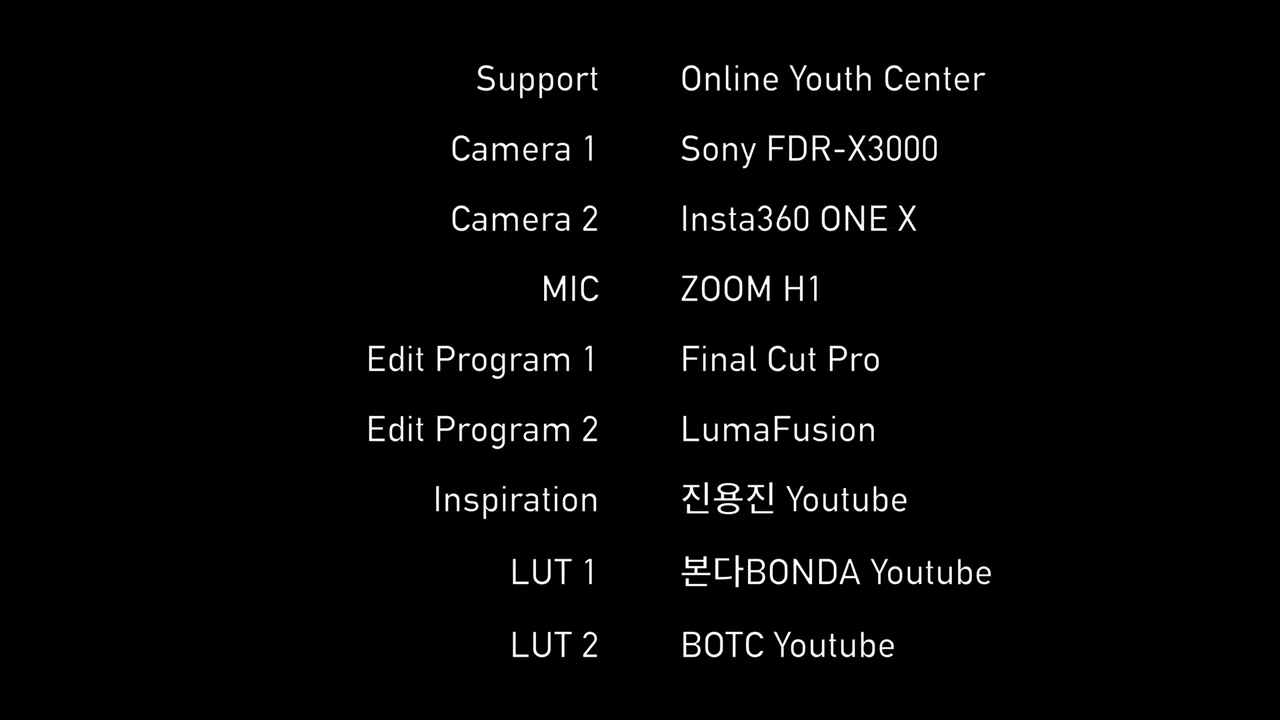 Support Online Youth Center
Camera 1 Sony FDR-X3000
Camera 2 Insta360 ONE X
MIC ZOOM H1
Edit Program 1 Final Cut Pro
Edit Program 2 LumaFusion
Inspiration 진용진 Youtube
LUT 1 본다BONDA Youtube
LUT 2 BOTC Youtube